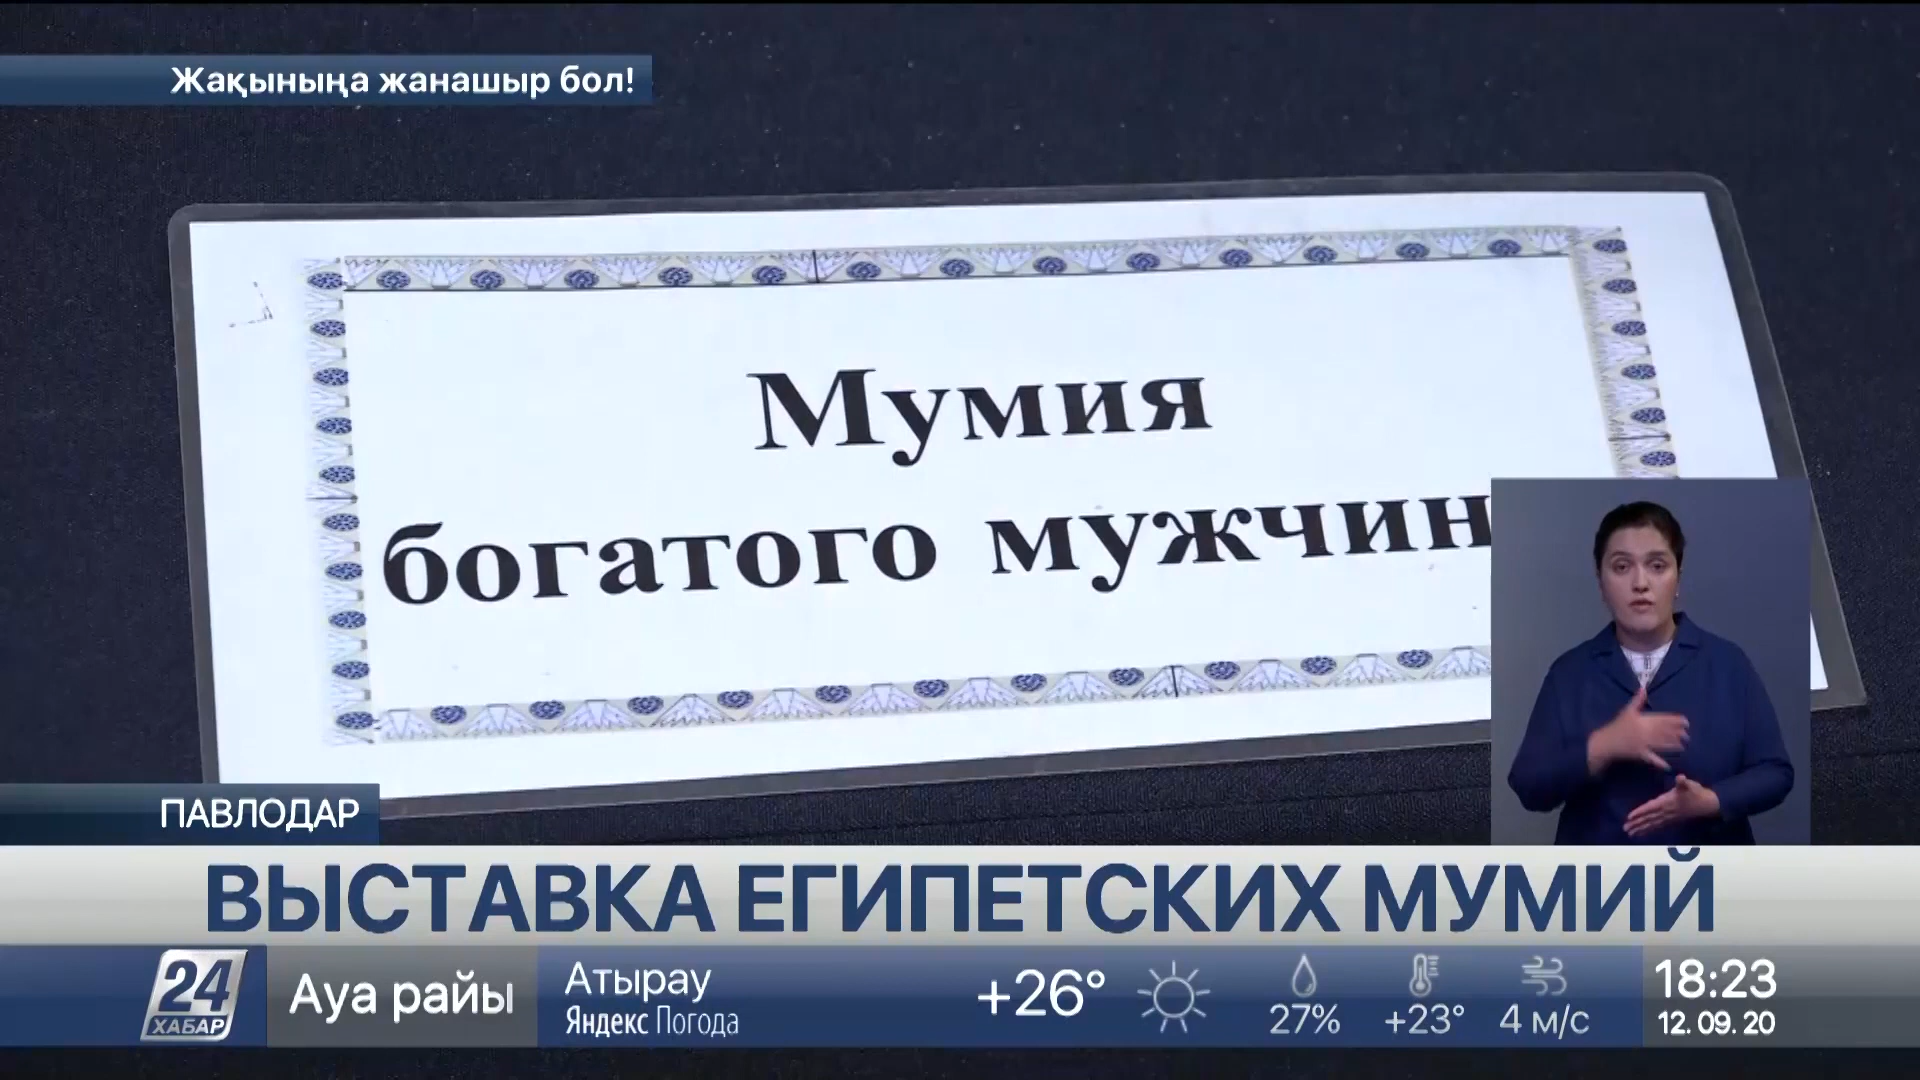 Жақыныңа жанашыр бол!
Мумия
богатого мужчин
ПАВЛОДАР
ВЫСТАВКА ЕГИПЕТСКИХ МУМИЙ
24
ХАБАР
Ауа райы
Атырау
Яндекс Погода
+26°
27%
+23°
4 м/с
18:23
12. 09. 20